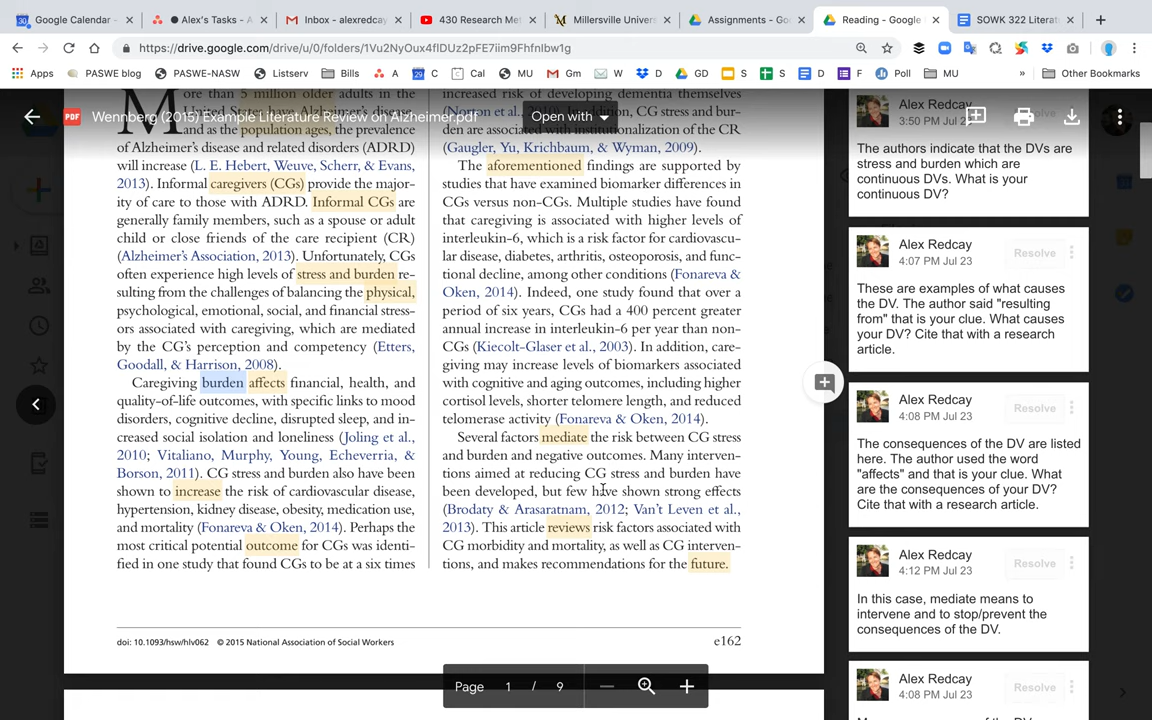 Google Calendar -
Alex's Tasks - A
Inbox - alexredcay
430 Research Met
Millersville Univers
Assignments - Goo
Reading - Google
SOWK 322 Literat
https://drive.google.com/drive/u/0/folders/1Vu2NyOux4flDUz2pFE7iim9Fhfnlbw1g
Apps
PASWE blog
PASWE-NASW
Listserv
Bills
A
C
Cal
MU
Gm
W
D
GD
S
S
D
F
Poll
MU
»
Other Bookmarks
PDF
Wennberg (2015) Example Literature Review on Alzheimer.pdf
Open with
More than 5 million older adults in the
United States have Alzheimer's disease,
and as the population ages, the prevalence
of Alzheimer's disease and related disorders (ADRD)
will increase (L. E. Hebert, Weuve, Scherr, & Evans,
2013). Informal caregivers (CGs) provide the major-
ity of care to those with ADRD. Informal CGs are
generally family members, such as a spouse or adult
child or close friends of the care recipient (CR)
(Alzheimer's Association, 2013). Unfortunately, CGs
often experience high levels of stress and burden re-
sulting from the challenges of balancing the physical,
psychological, emotional, social, and financial stress-
ors associated with caregiving, which are mediated
by the CG's perception and competency (Etters,
Goodall, & Harrison, 2008).
Caregiving burden affects financial, health, and
quality-of-life outcomes, with specific links to mood
disorders, cognitive decline, disrupted sleep, and in-
creased social isolation and loneliness (Joling et al.,
2010; Vitaliano, Murphy, Young, Echeverria, &
Borson, 2011). CG stress and burden also have been
shown to increase the risk of cardiovascular disease,
hypertension, kidney disease, obesity, medication use,
and mortality (Fonareva & Oken, 2014). Perhaps the
most critical potential outcome for CGs was identi-
fied in one study that found CGs to be at a six times
increased risk of developing dementia themselves
(Norton et al., 2010). In addition, CG stress and bur-
den are associated with institutionalization of the CR
(Gaugler, Yu, Krichbaum, & Wyman, 2009).
The aforementioned findings are supported by
studies that have examined biomarker differences in
CGs versus non-CGs. Multiple studies have found
that caregiving is associated with higher levels of
interleukin-6, which is a risk factor for cardiovascu-
lar disease, diabetes, arthritis, osteoporosis, and func-
tional decline, among other conditions (Fonareva &
Oken, 2014). Indeed, one study found that over a
period of six years, CGs had a 400 percent greater
annual increase in interleukin-6 per year than non-
CGs (Kiecolt-Glaser et al., 2003). In addition, care-
giving may increase levels of biomarkers associated
with cognitive and aging outcomes, including higher
cortisol levels, shorter telomere length, and reduced
telomerase activity (Fonareva & Oken, 2014).
Several factors mediate the risk between CG stress
and burden and negative outcomes. Many interven-
tions aimed at reducing CG stress and burden have
been developed, but few have shown strong effects
(Brodaty & Arasaratnam, 2012; Van't Leven et al.,
2013). This article reviews risk factors associated with
CG morbidity and mortality, as well as CG interven-
tions, and makes recommendations for the future.
doi: 10.1093/hsw/hlv062 © 2015 National Association of Social Workers
e162
Page 1 / 9
Alex Redcay
3:50 PM Jul 23
The authors indicate that the DVs are
stress and burden which are
continuous DVs. What is your
continuous DV?
Alex Redcay
4:07 PM Jul 23
Resolve
These are examples of what causes
the DV. The author said "resulting
from" that is your clue. What causes
your DV? Cite that with a research
article.
Alex Redcay
4:08 PM Jul 23
Resolve
The consequences of the DV are listed
here. The author used the word
"affects" and that is your clue. What
are the consequences of your DV?
Cite that with a research article.
Alex Redcay
4:12 PM Jul 23
Resolve
In this case, mediate means to
intervene and to stop/prevent the
consequences of the DV.
Alex Redcay
4:08 PM Jul 23
Resolve